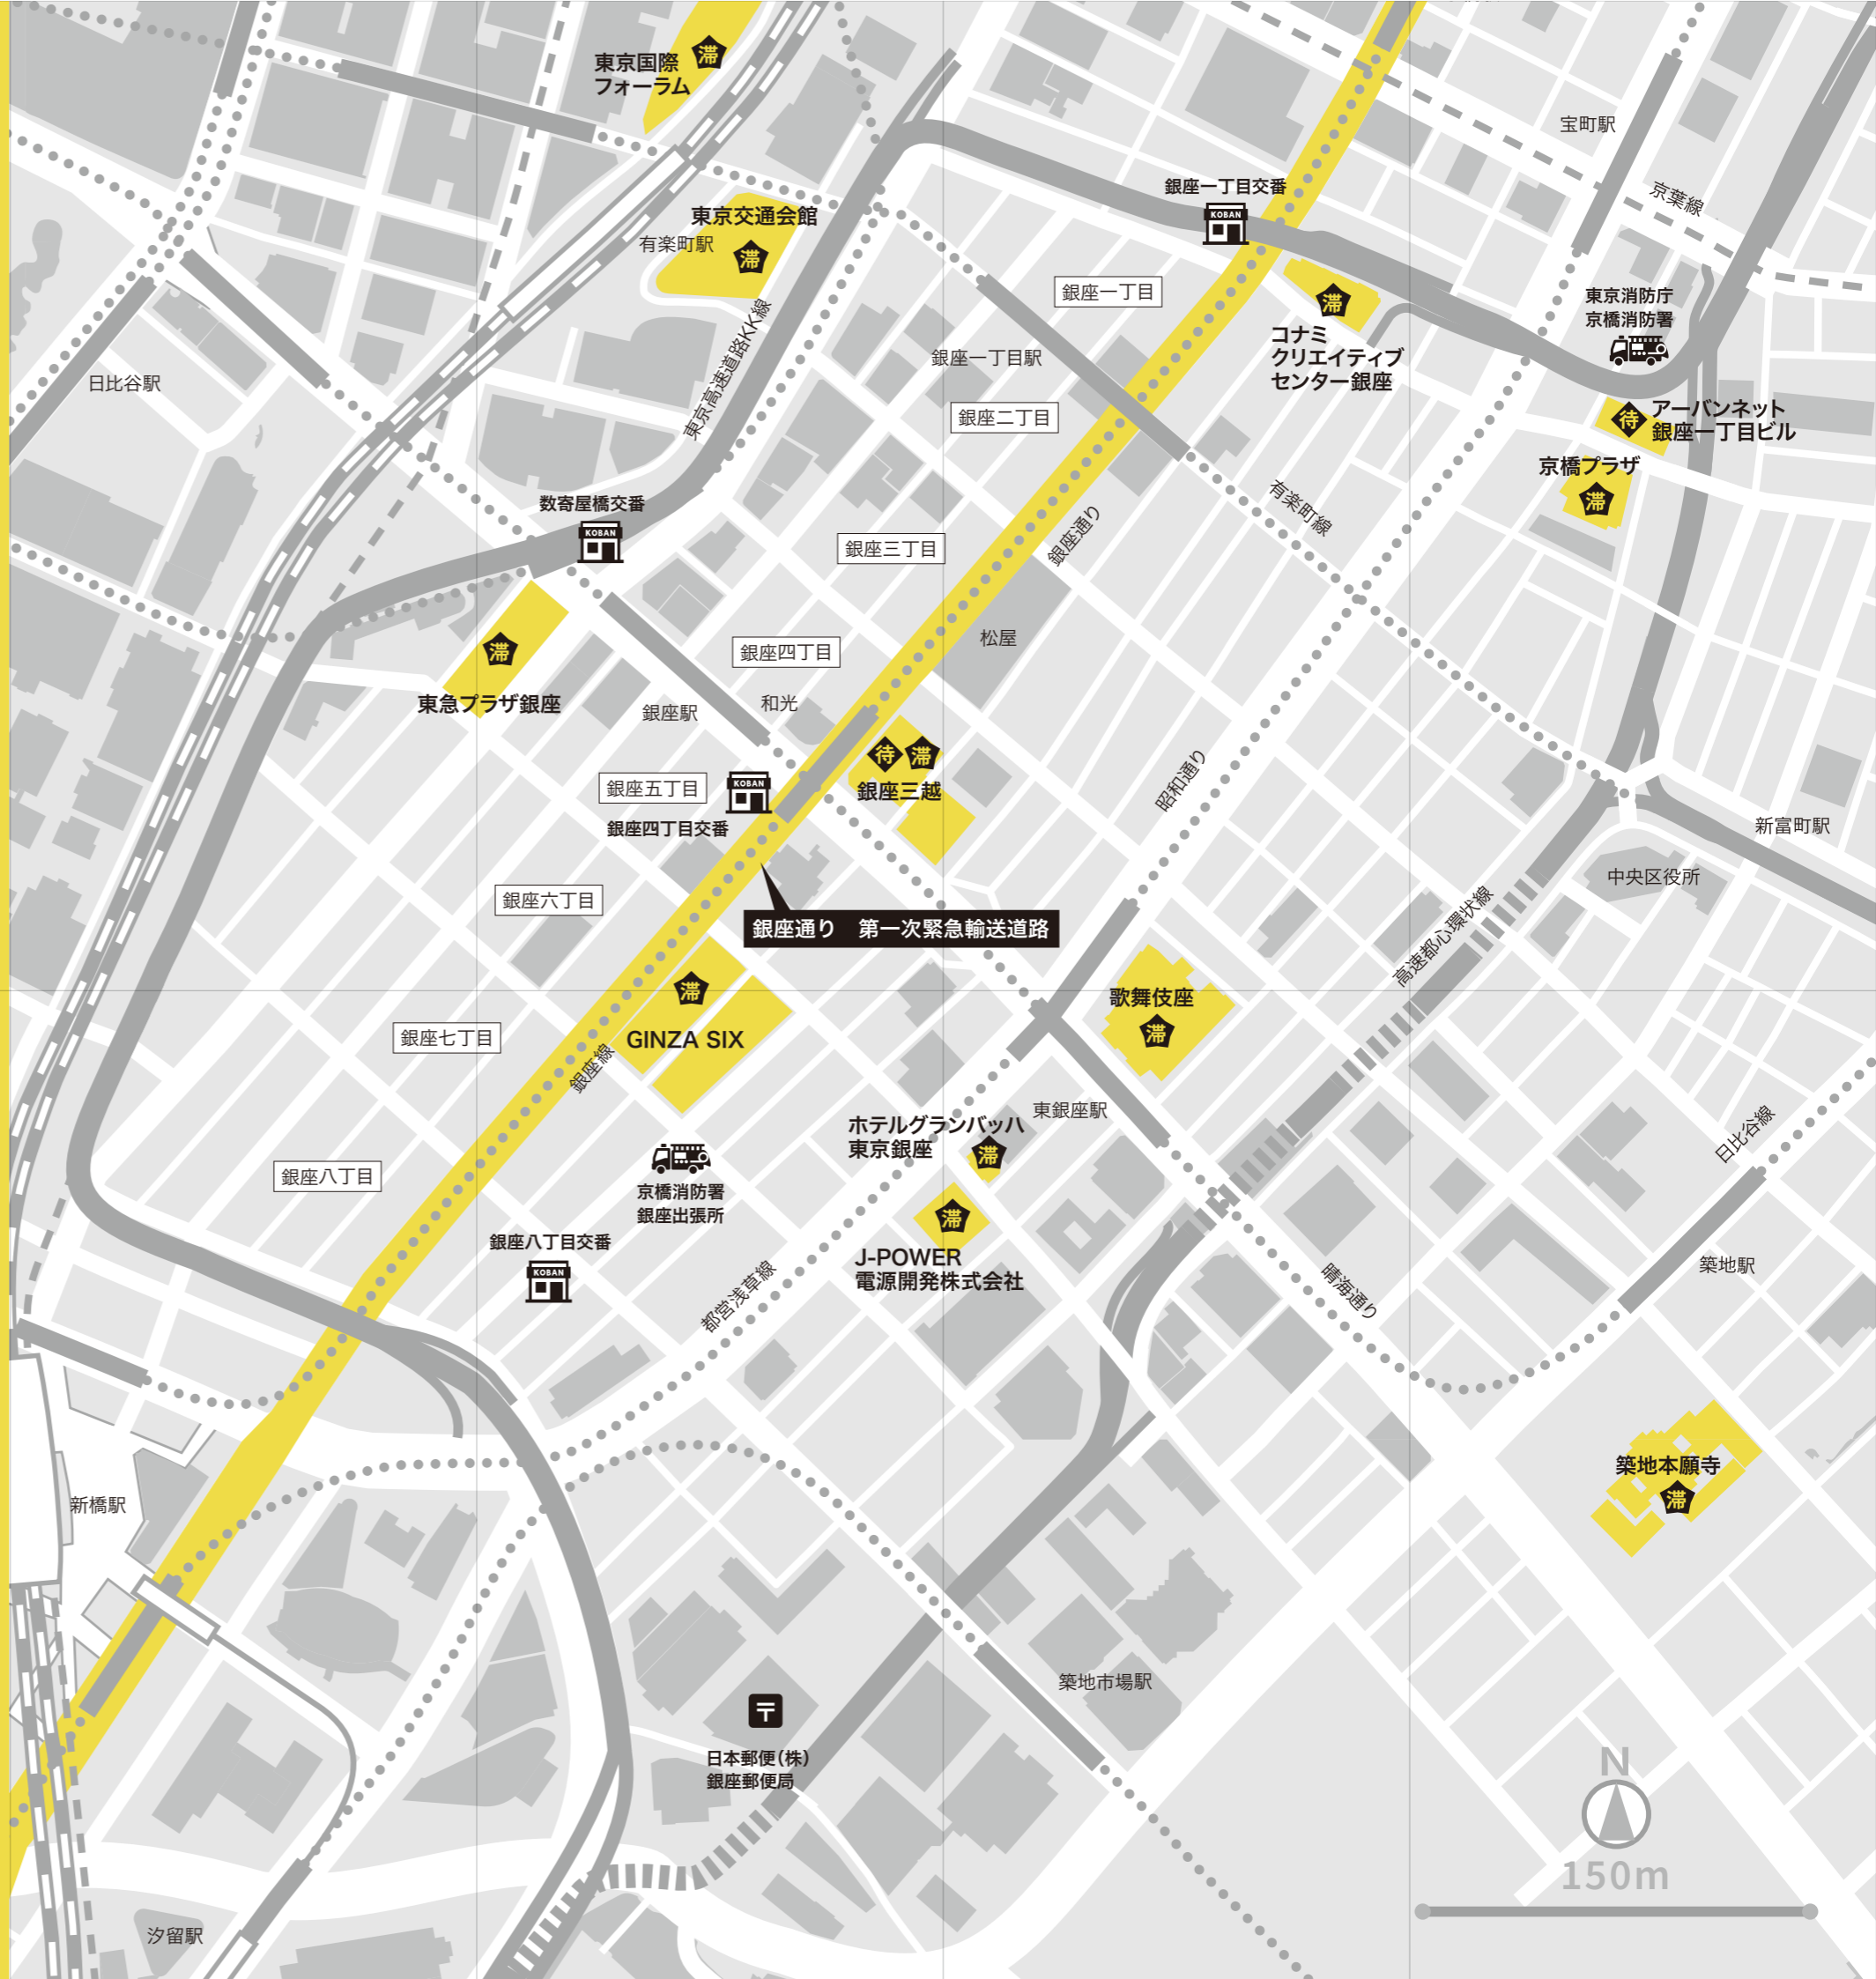 東京国際
フォーラム
滞
宝町駅
京葉線
銀座一丁目交番
KOBAN
東京交通会館
有楽町駅
滞
銀座一丁目
滞
コナミ
クリエイティブ
センター銀座
東京消防庁
京橋消防署
東京高速道路KK線
銀座一丁目駅
日比谷駅
銀座二丁目
待
アーバンネット
銀座一丁目ビル
京橋プラザ
滞
数寄屋橋交番
KOBAN
有楽町線
銀座通り
銀座三丁目
松屋
滞
東急プラザ銀座
銀座四丁目
銀座駅
和光
待
滞
銀座三越
昭和通り
銀座五丁目
KOBAN
銀座四丁目交番
新富町駅
中央区役所
銀座六丁目
銀座通り 第一次緊急輸送道路
高速都心環状線
滞
GINZA SIX
歌舞伎座
滞
銀座七丁目
銀座線
東銀座駅
ホテルグランバッハ
東京銀座
滞
日比谷線
銀座八丁目
京橋消防署
銀座出張所
滞
J-POWER
電源開発株式会社
銀座八丁目交番
KOBAN
都営浅草線
晴海通り
築地駅
築地本願寺
滞
新橋駅
築地市場駅
〒
日本郵便(株)
銀座郵便局
N
150m
汐留駅